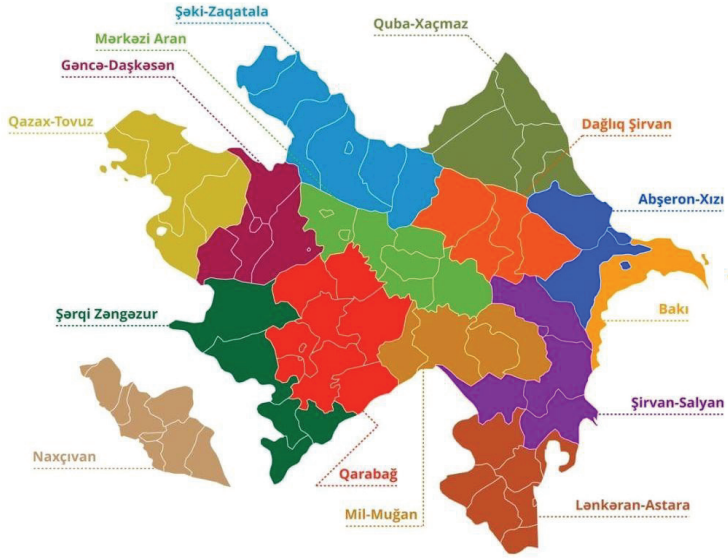 Şəki-Zaqatala
Quba-Xaçmaz
Mərkəzi Aran
Gəncə-Daşkəsən
Qazax-Tovuz
Dağlıq Şirvan
Abşeron-Xızı
Şərqi Zəngəzur
Bakı
Şirvan-Salyan
Naxçıvan
Qarabağ
Lənkəran-Astara
Mil-Muğan